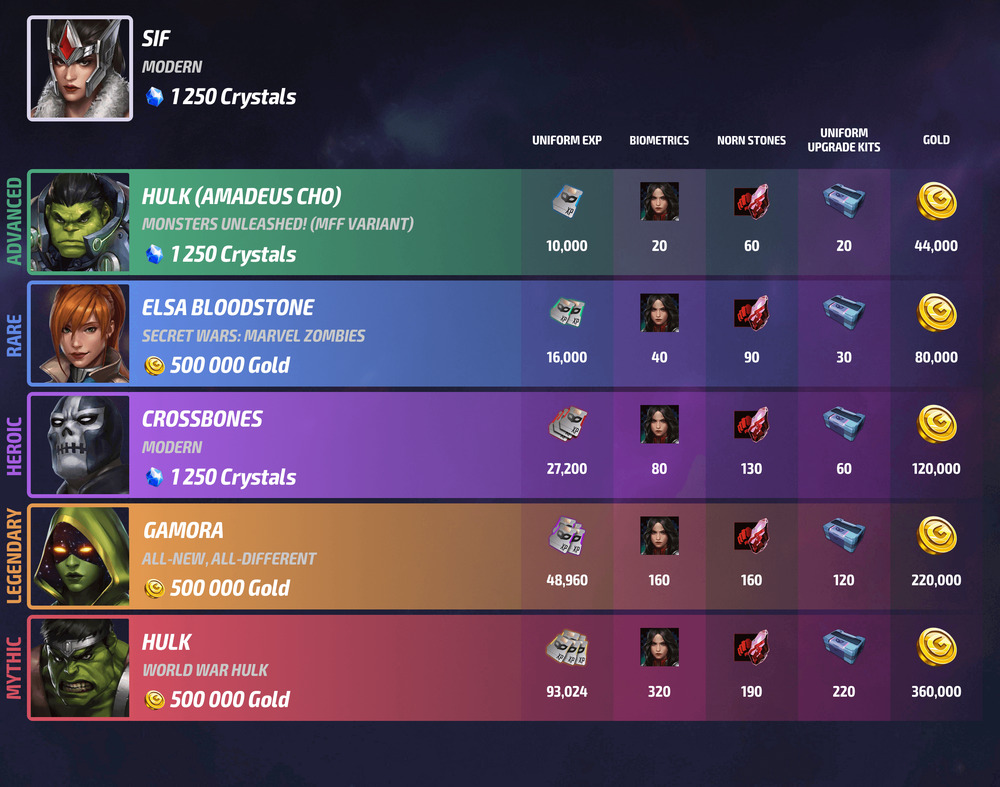 SIF
MODERN
1 250 Crystals
UNIFORM EXP BIOMETRICS NORN STONES UNIFORM UPGRADE KITS GOLD
ADVANCED
HULK (AMADEUS CHO)
MONSTERS UNLEASHED! (MFF VARIANT)
1 250 Crystals
10,000 20 60 20 44,000
RARE
ELSA BLOODSTONE
SECRET WARS: MARVEL ZOMBIES
500 000 Gold
16,000 40 90 30 80,000
HEROIC
CROSSBONES
MODERN
1 250 Crystals
27,200 80 130 60 120,000
LEGENDARY
GAMORA
ALL-NEW, ALL-DIFFERENT
500 000 Gold
48,960 160 160 120 220,000
MYTHIC
HULK
WORLD WAR HULK
500 000 Gold
93,024 320 190 220 360,000